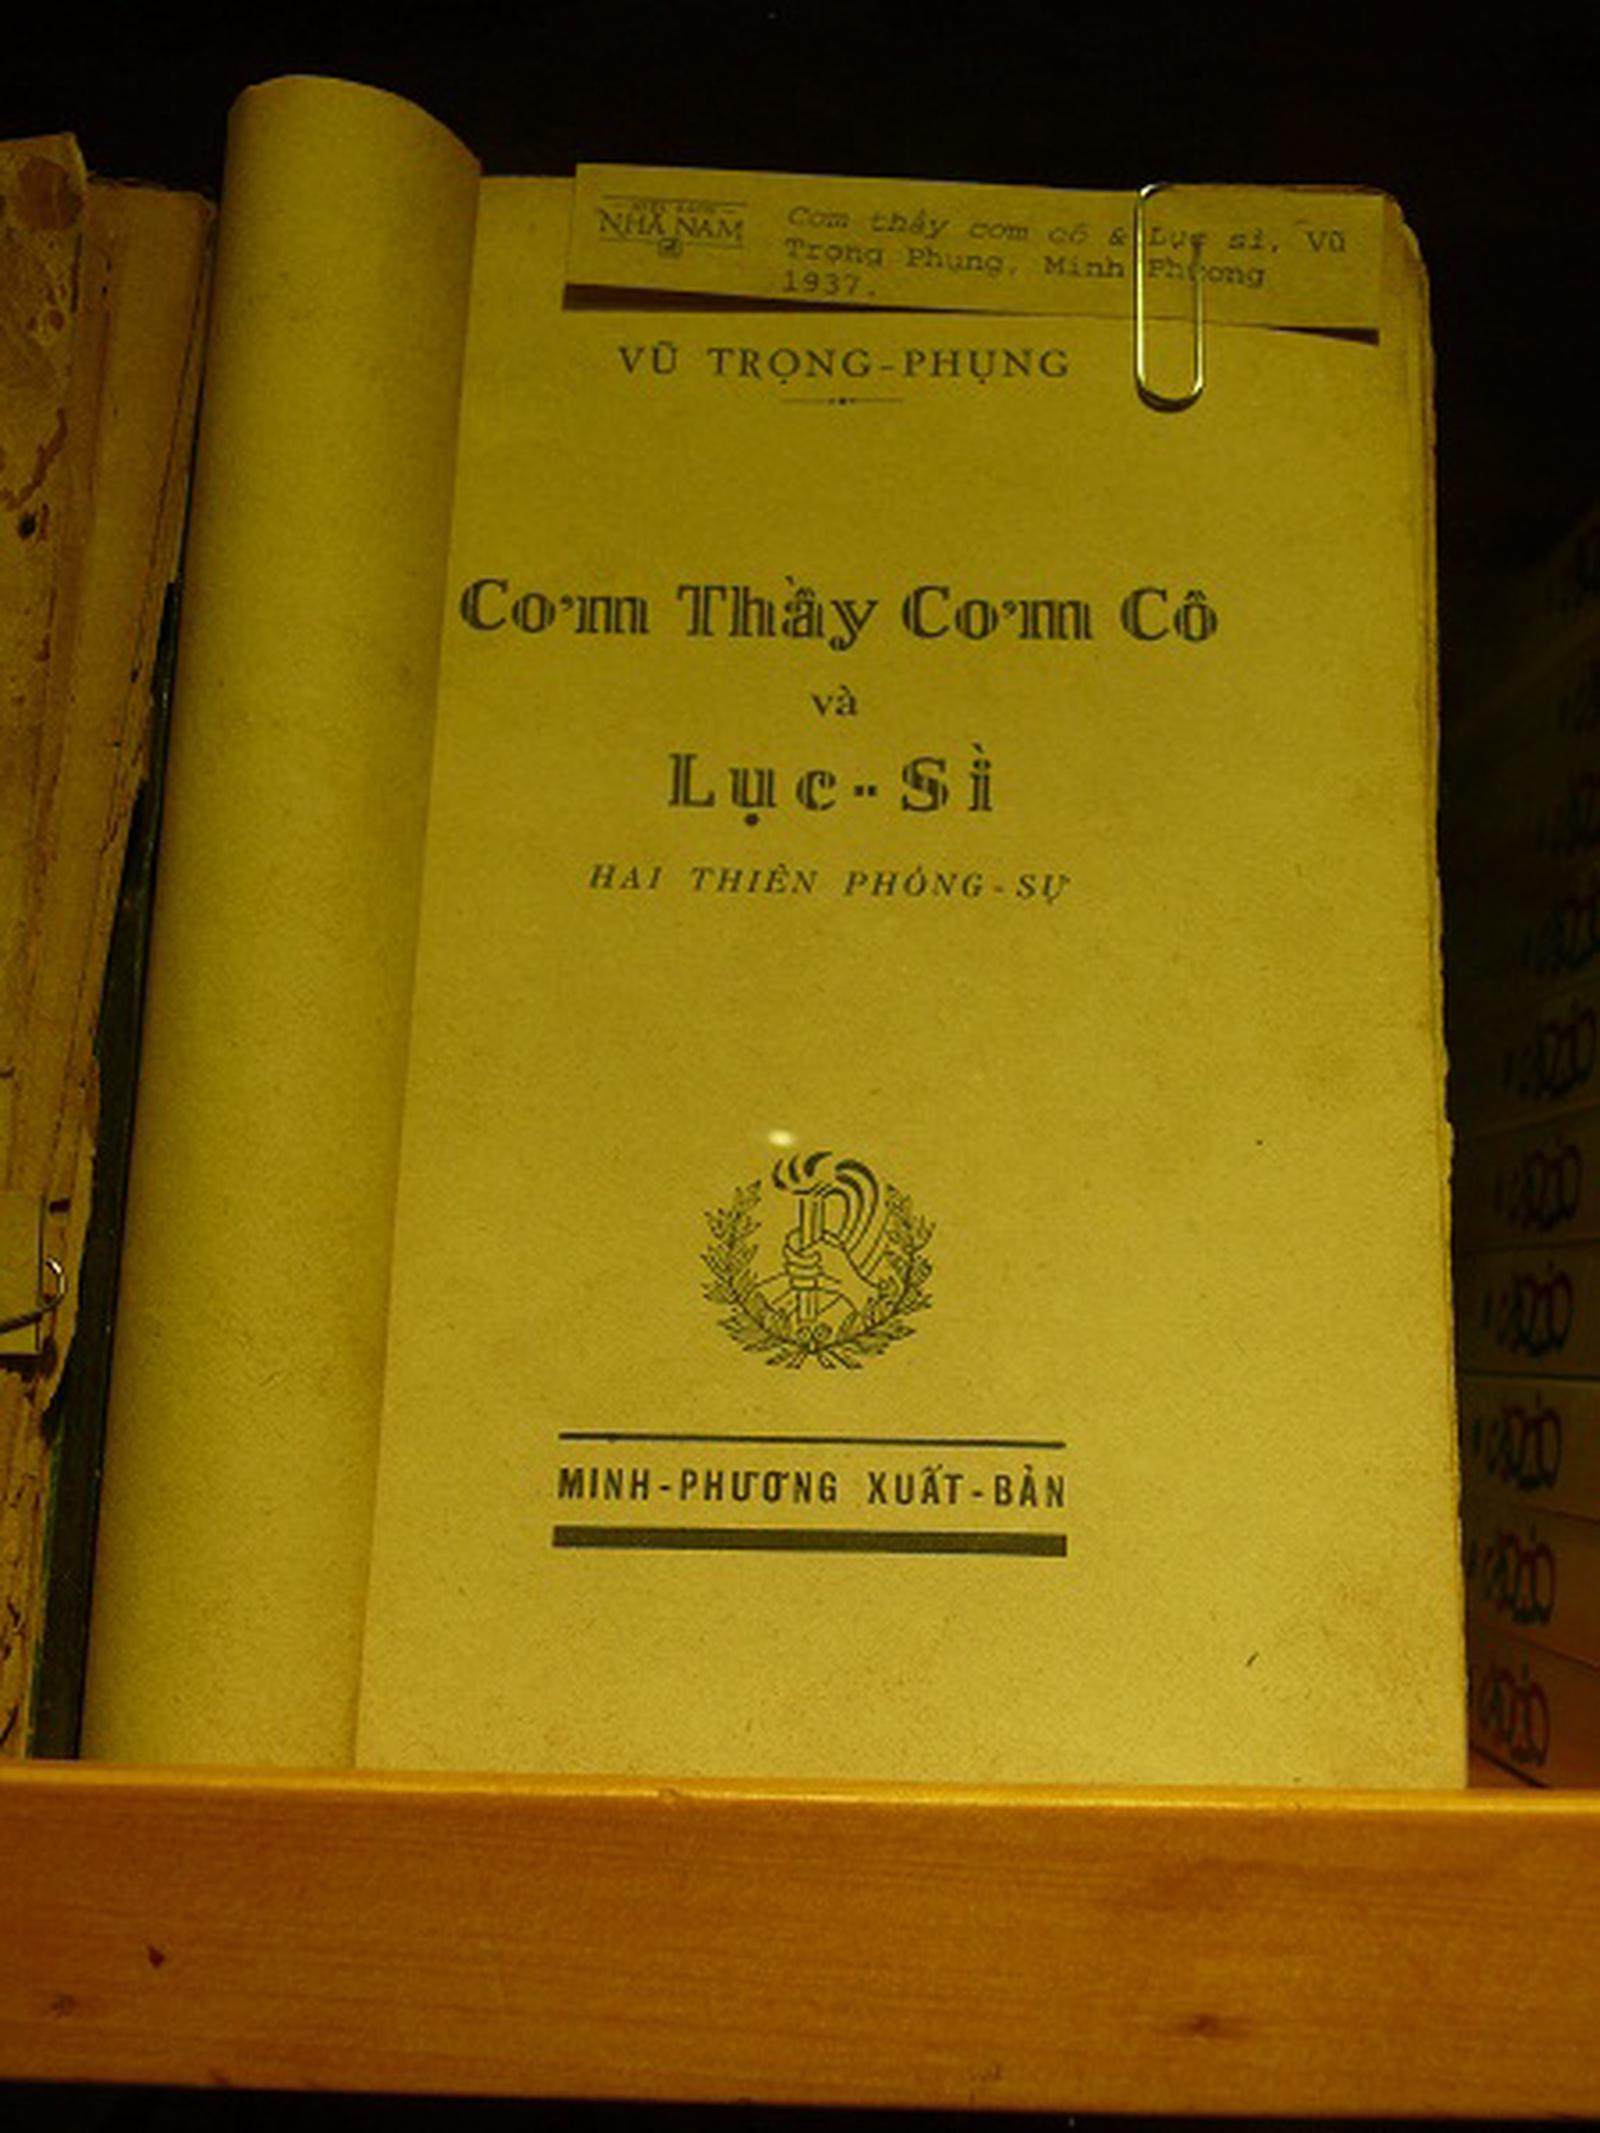 NHÃ NAM
Cơm thầy cơm cô & Lục sì, Vũ
Trọng Phụng, Minh Phương
1937.
VŨ TRỌNG-PHỤNG
Cơm Thầy Cơm Cô
và
Lục-Sì
HAI THIÊN PHÓNG-SỰ
MINH-PHƯƠNG XUẤT-BẢN